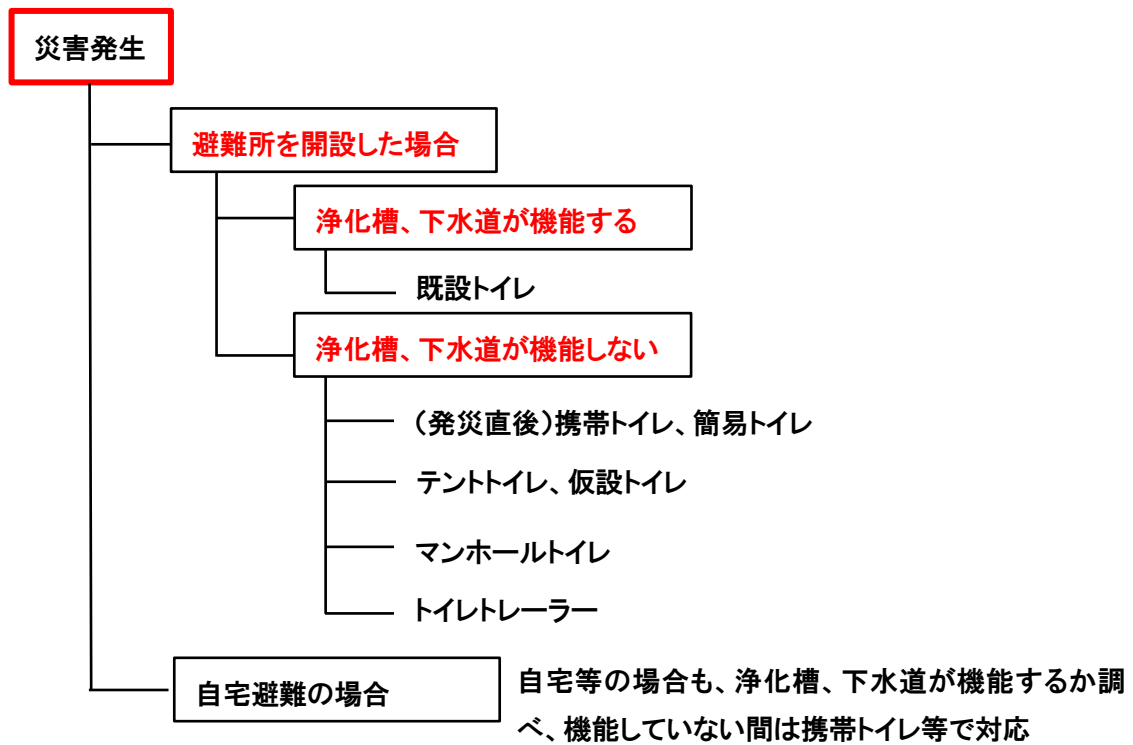 災害発生
避難所を開設した場合
浄化槽、下水道が機能する
既設トイレ
浄化槽、下水道が機能しない
（発災直後）携帯トイレ、簡易トイレ
テントトイレ、仮設トイレ
マンホールトイレ
トイレトレーラー
自宅避難の場合
自宅等の場合も、浄化槽、下水道が機能するか調
べ、機能していない間は携帯トイレ等で対応